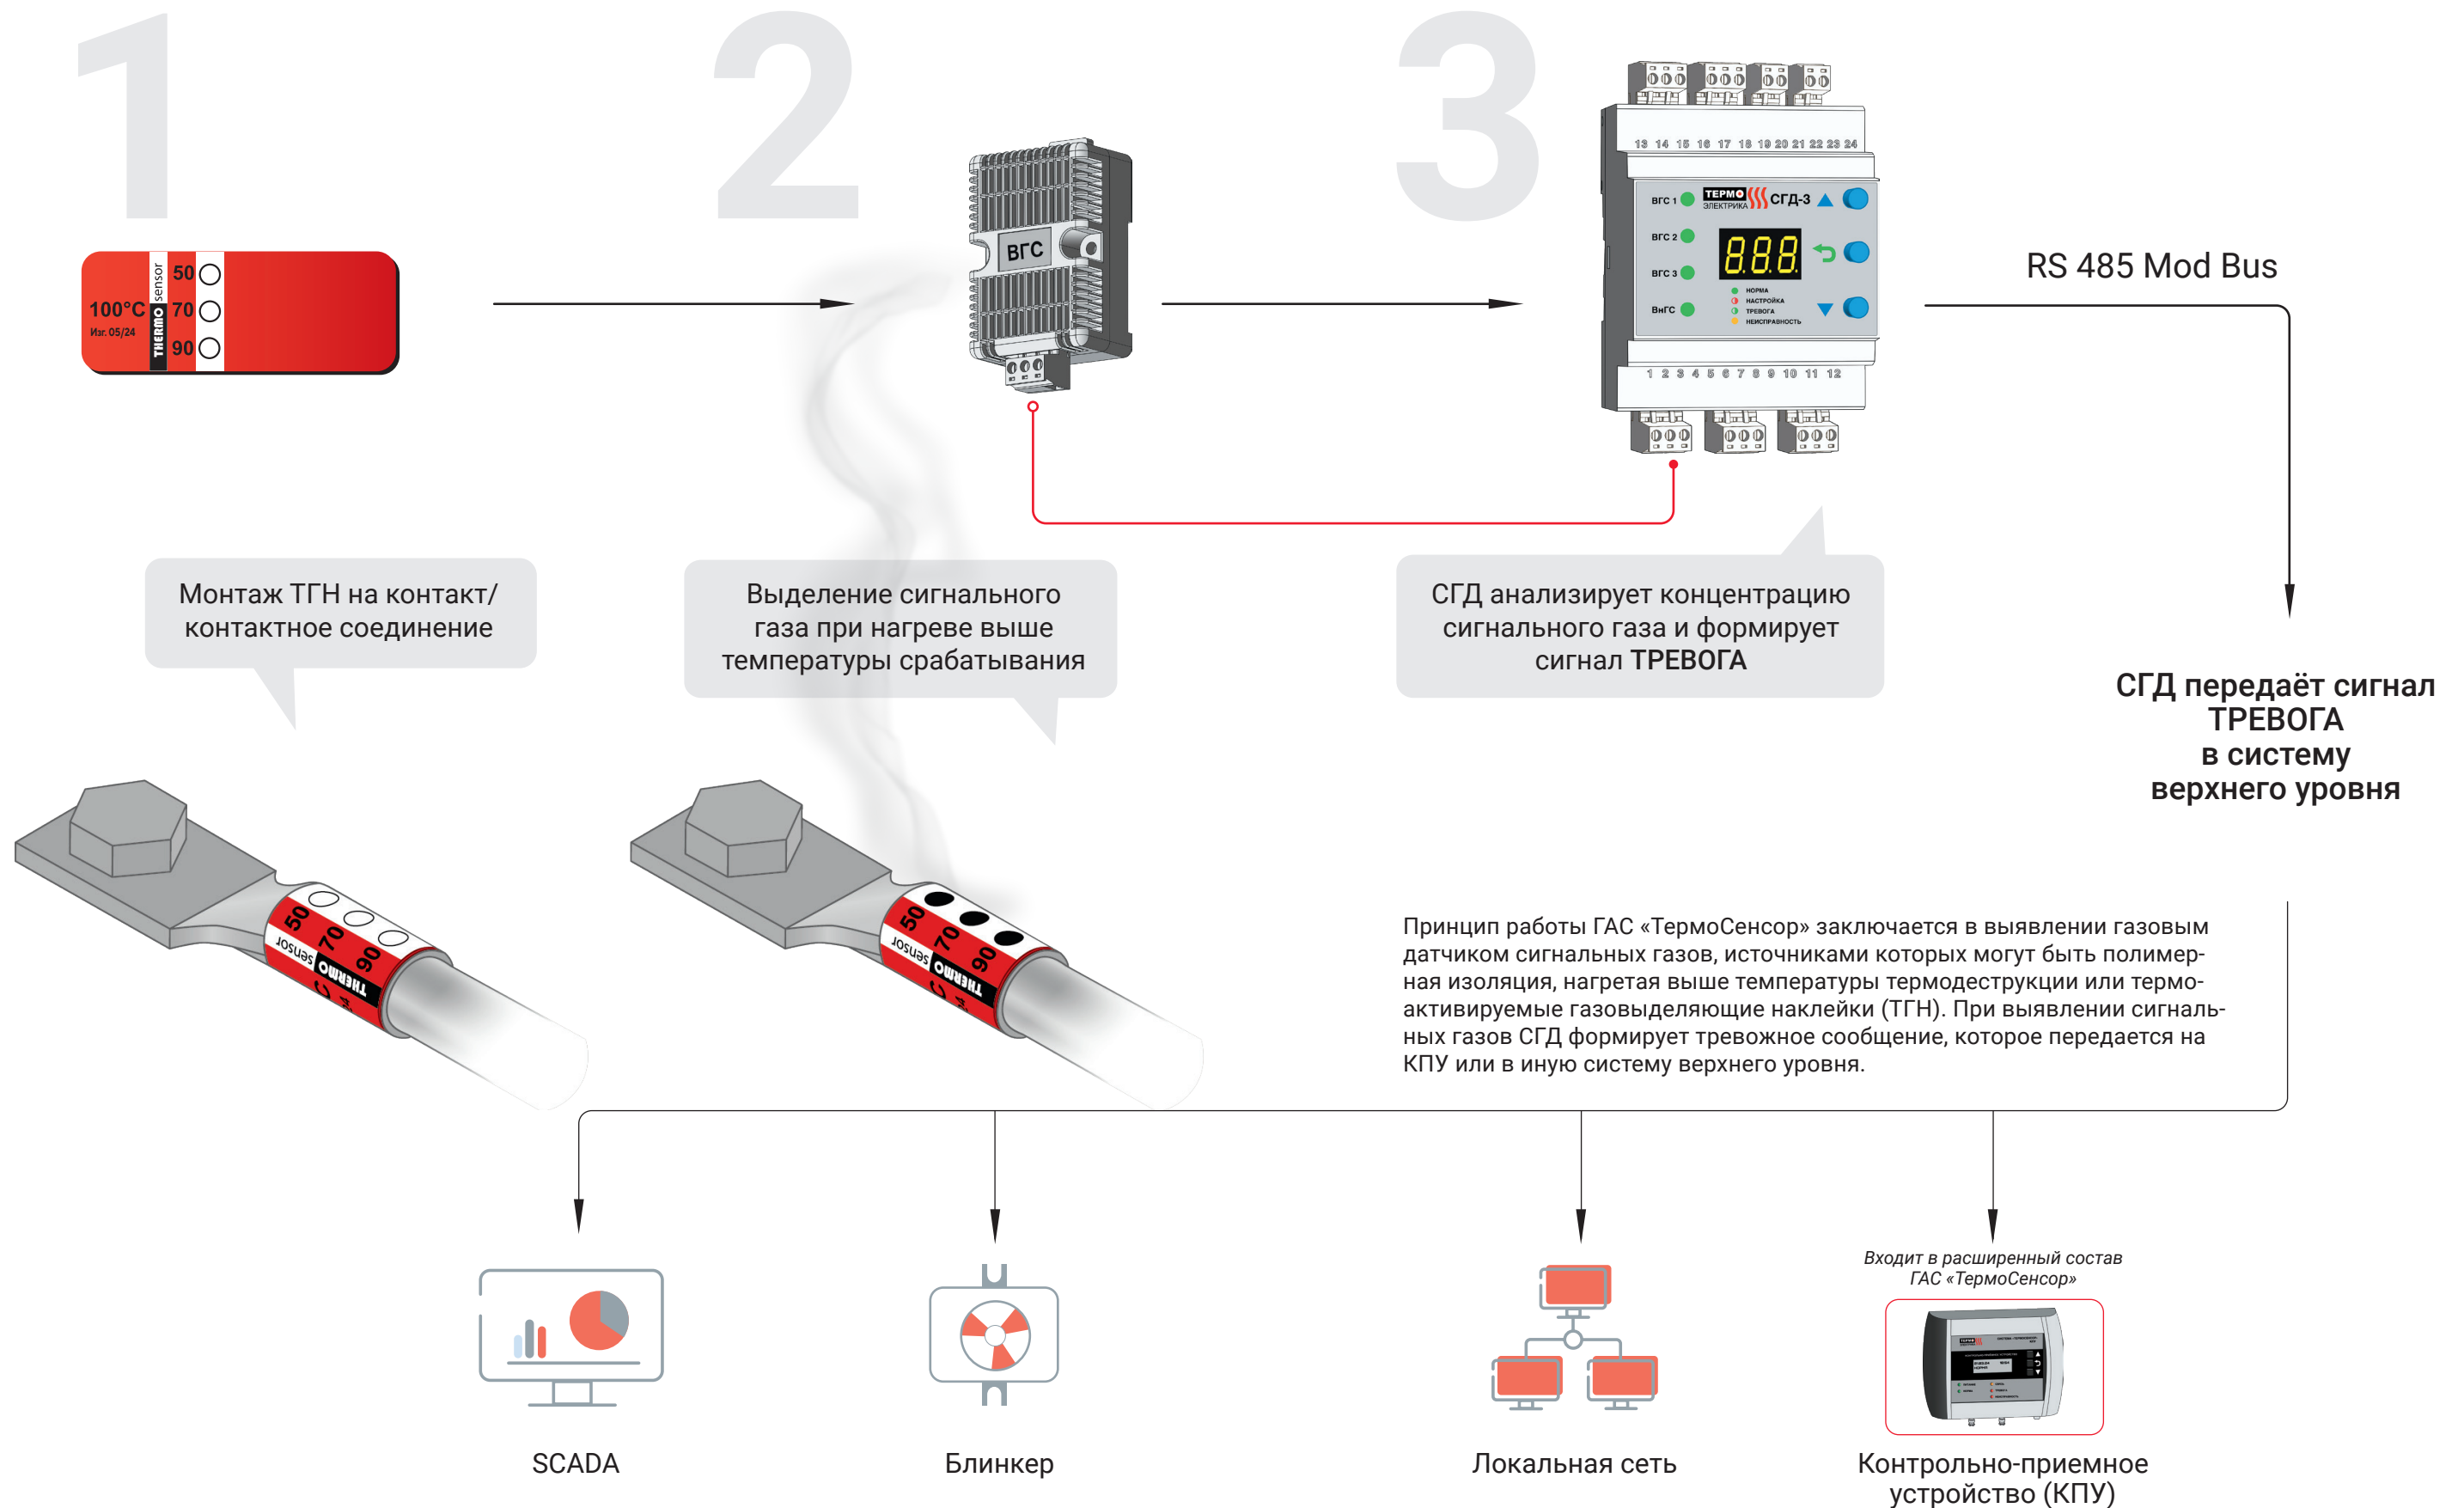 1
2
3
100°C
Изг. 05/24
THERMO sensor
50
70
90
ВГС
13 14 15 16 17 18 19 20 21 22 23 24
ТЕРМО
ЭЛЕКТРИКА
СГД-3
ВГС 1
ВГС 2
ВГС 3
ВнГС
8.8.8.
НОРМА
НАСТРОЙКА
ТРЕВОГА
НЕИСПРАВНОСТЬ
1 2 3 4 5 6 7 8 9 10 11 12
RS 485 Mod Bus
Монтаж ТГН на контакт/
контактное соединение
Выделение сигнального
газа при нагреве выше
температуры срабатывания
СГД анализирует концентрацию
сигнального газа и формирует
сигнал ТРЕВОГА
СГД передаёт сигнал
ТРЕВОГА
в систему
верхнего уровня
50
70
90
THERMO sensor
C
50
70
90
THERMO sensor
C
Принцип работы ГАС «ТермоСенсор» заключается в выявлении газовым
датчиком сигнальных газов, источниками которых могут быть полимер-
ная изоляция, нагретая выше температуры термодеструкции или термо-
активируемые газовыделяющие наклейки (ТГН). При выявлении сигналь-
ных газов СГД формирует тревожное сообщение, которое передается на
КПУ или в иную систему верхнего уровня.
Входит в расширенный состав
ГАС «ТермоСенсор»
SCADA
Блинкер
Локальная сеть
Контрольно-приемное
устройство (КПУ)